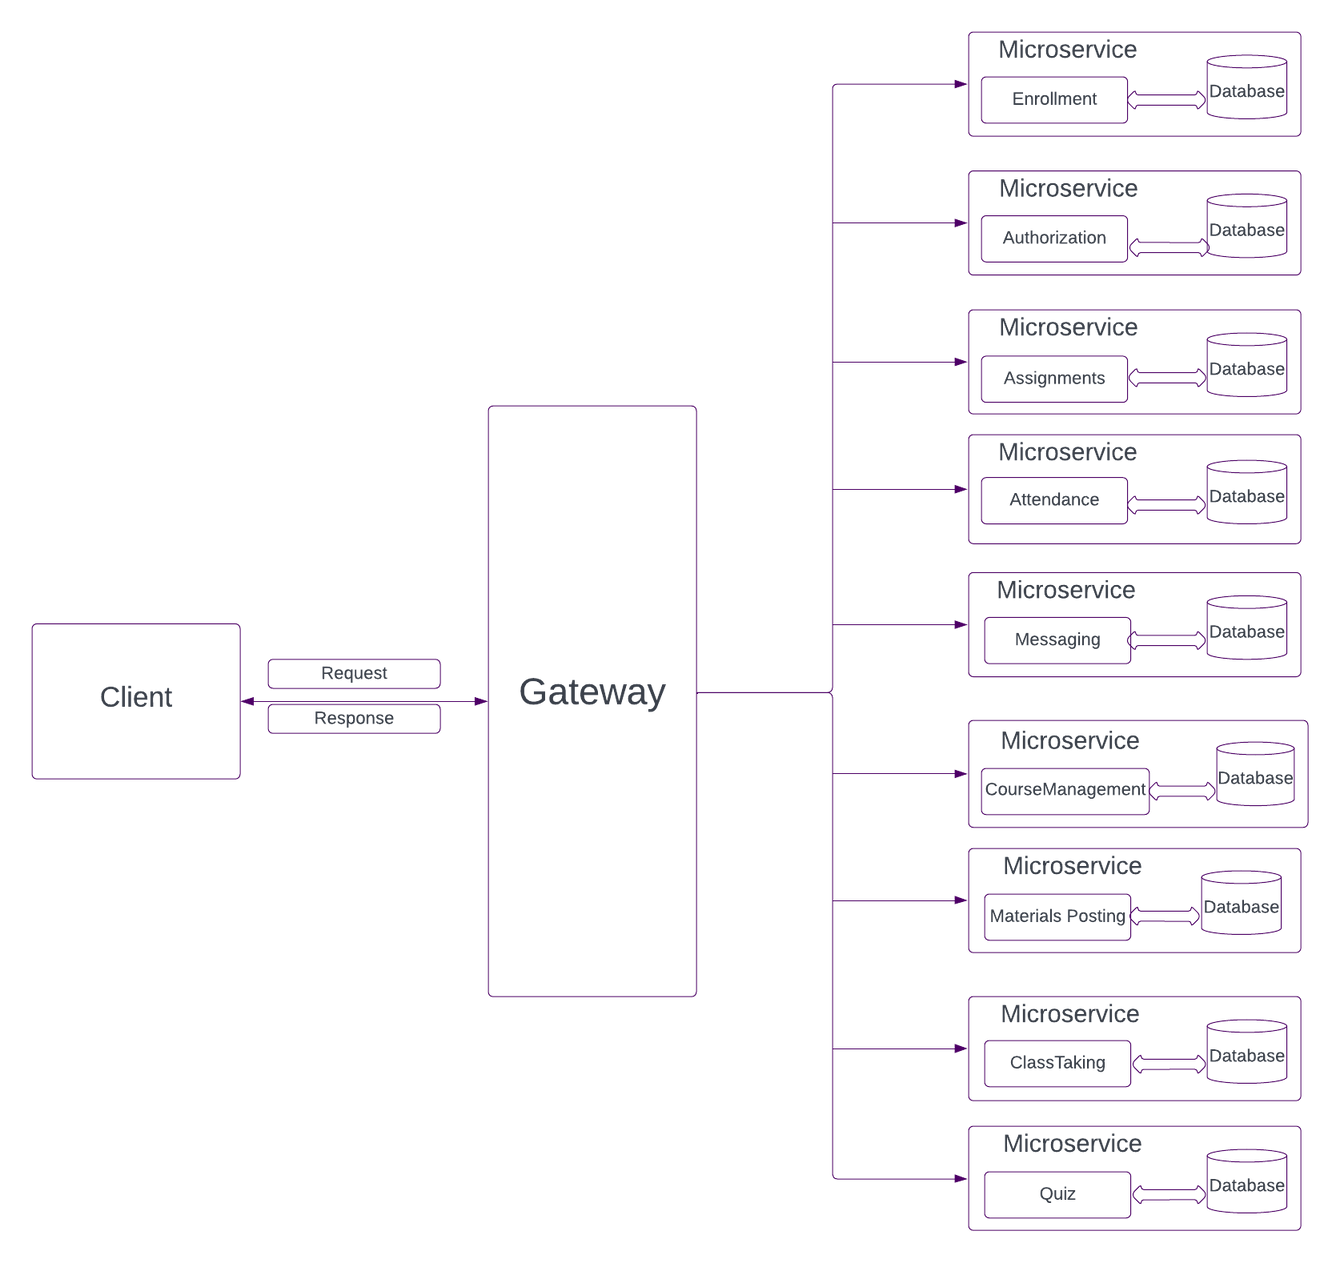 Microservice
Enrollment
Database
Microservice
Authorization
Database
Microservice
Assignments
Database
Microservice
Attendance
Database
Microservice
Messaging
Database
Client
Request
Response
Gateway
Microservice
CourseManagement
Database
Microservice
Materials Posting
Database
Microservice
ClassTaking
Database
Microservice
Quiz
Database